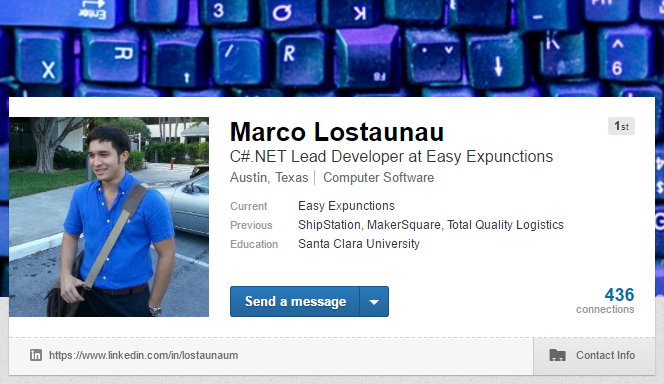 3
R
R
X
F8
^
6
Marco Lostaunau
1st
C#.NET Lead Developer at Easy Expunctions
Austin, Texas | Computer Software
Current Easy Expunctions
Previous ShipStation, MakerSquare, Total Quality Logistics
Education Santa Clara University
Send a message
436
connections
in https://www.linkedin.com/in/lostaunaum
Contact Info